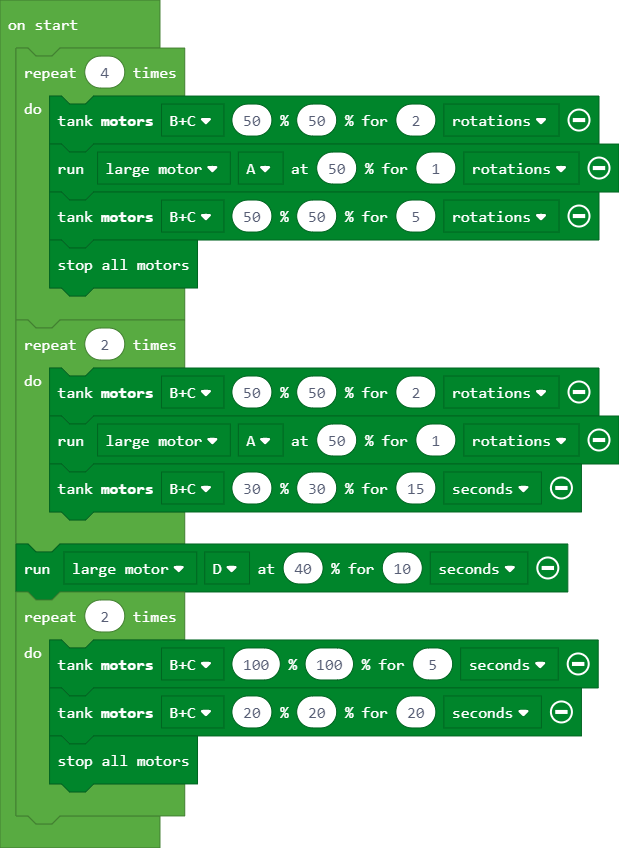 on start
repeat 4 times
do
tank motors B+C 50 % 50 % for 2 rotations
run large motor A at 50 % for 1 rotations
tank motors B+C 50 % 50 % for 5 rotations
stop all motors
repeat 2 times
do
tank motors B+C 50 % 50 % for 2 rotations
run large motor A at 50 % for 1 rotations
tank motors B+C 30 % 30 % for 15 seconds
run large motor D at 40 % for 10 seconds
repeat 2 times
do
tank motors B+C 100 % 100 % for 5 seconds
tank motors B+C 20 % 20 % for 20 seconds
stop all motors